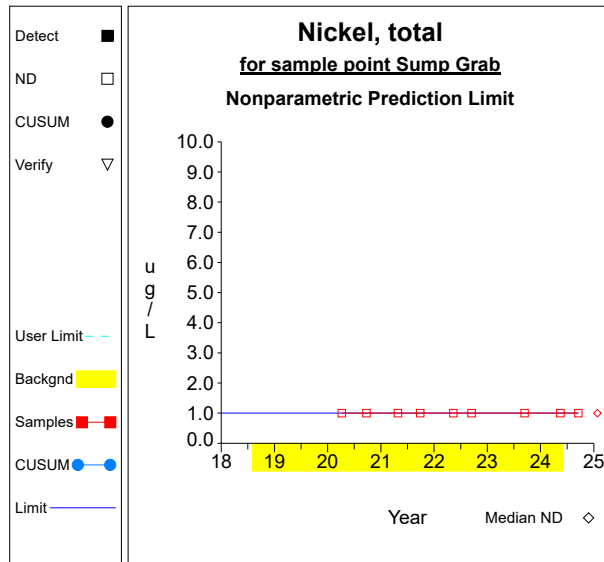 Detect
ND
CUSUM
Verify
User Limit
Backgnd
Samples
CUSUM
Limit
Nickel, total
for sample point Sump Grab
Nonparametric Prediction Limit
ug/L
10.0
9.0
8.0
7.0
6.0
5.0
4.0
3.0
2.0
1.0
0.0
18 19 20 21 22 23 24 25
Year
Median ND